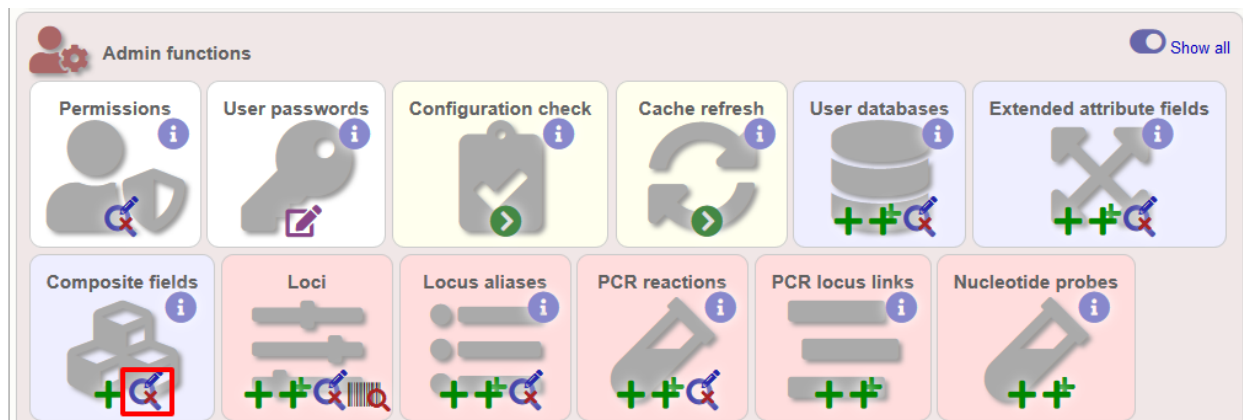 Admin functions
Show all
Permissions
User passwords
Configuration check
Cache refresh
User databases
Extended attribute fields
Composite fields
Loci
Locus aliases
PCR reactions
PCR locus links
Nucleotide probes